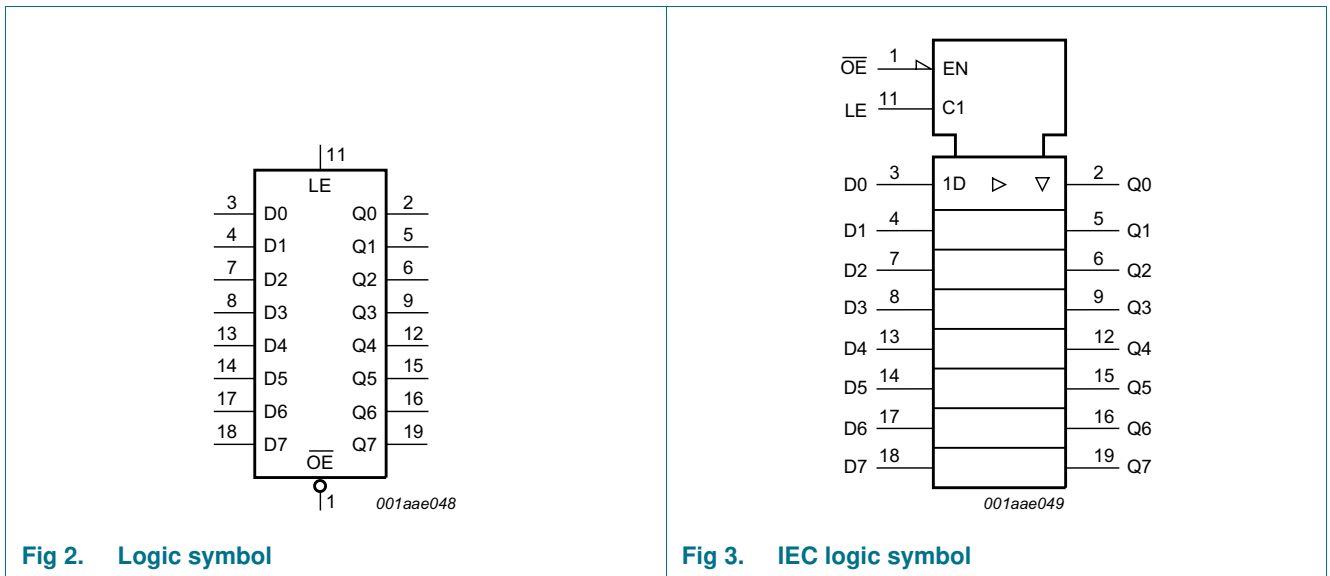 11
LE
3 D0 Q0 2
4 D1 Q1 5
7 D2 Q2 6
8 D3 Q3 9
13 D4 Q4 12
14 D5 Q5 15
17 D6 Q6 16
18 D7 Q7 19
OE
1 001aae048
Fig 2. Logic symbol
OE 1 EN
LE 11 C1
D0 3 1D 2 Q0
D1 4 5 Q1
D2 7 6 Q2
D3 8 9 Q3
D4 13 12 Q4
D5 14 15 Q5
D6 17 16 Q6
D7 18 19 Q7
001aae049
Fig 3. IEC logic symbol